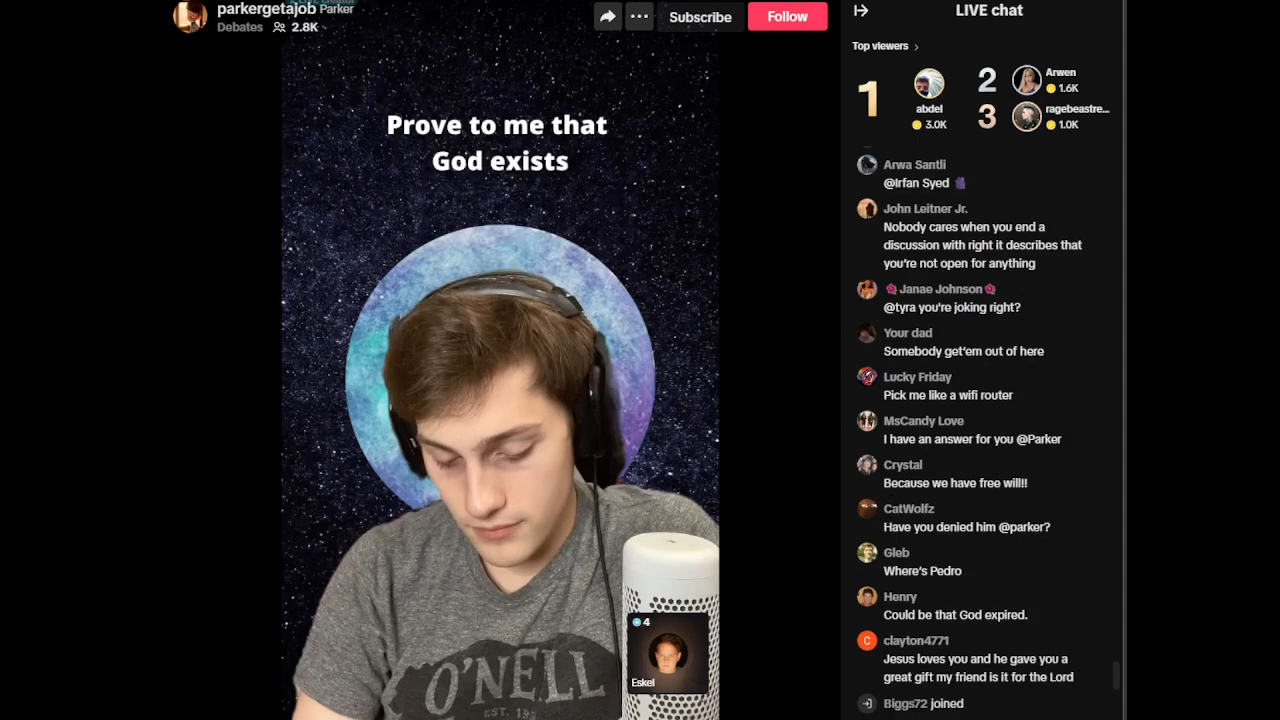 parkergetajob Parker
Debates 2.8K
Subscribe
Follow
Prove to me that
God exists
O'NELL
4
Eskel
LIVE chat
Top viewers >
1
abdel
3.0K
2
Arwen
1.6K
3
ragebeastre...
1.0K
Arwa Santli
@Irfan Syed
John Leitner Jr.
Nobody cares when you end a
discussion with right it describes that
you're not open for anything
Janae Johnson
@tyra you're joking right?
Your dad
Somebody get'em out of here
Lucky Friday
Pick me like a wifi router
MsCandy Love
I have an answer for you @Parker
Crystal
Because we have free will!!
CatWolfz
Have you denied him @parker?
Gleb
Where's Pedro
Henry
Could be that God expired.
C
clayton4771
Jesus loves you and he gave you a
great gift my friend is it for the Lord
Biggs72 joined